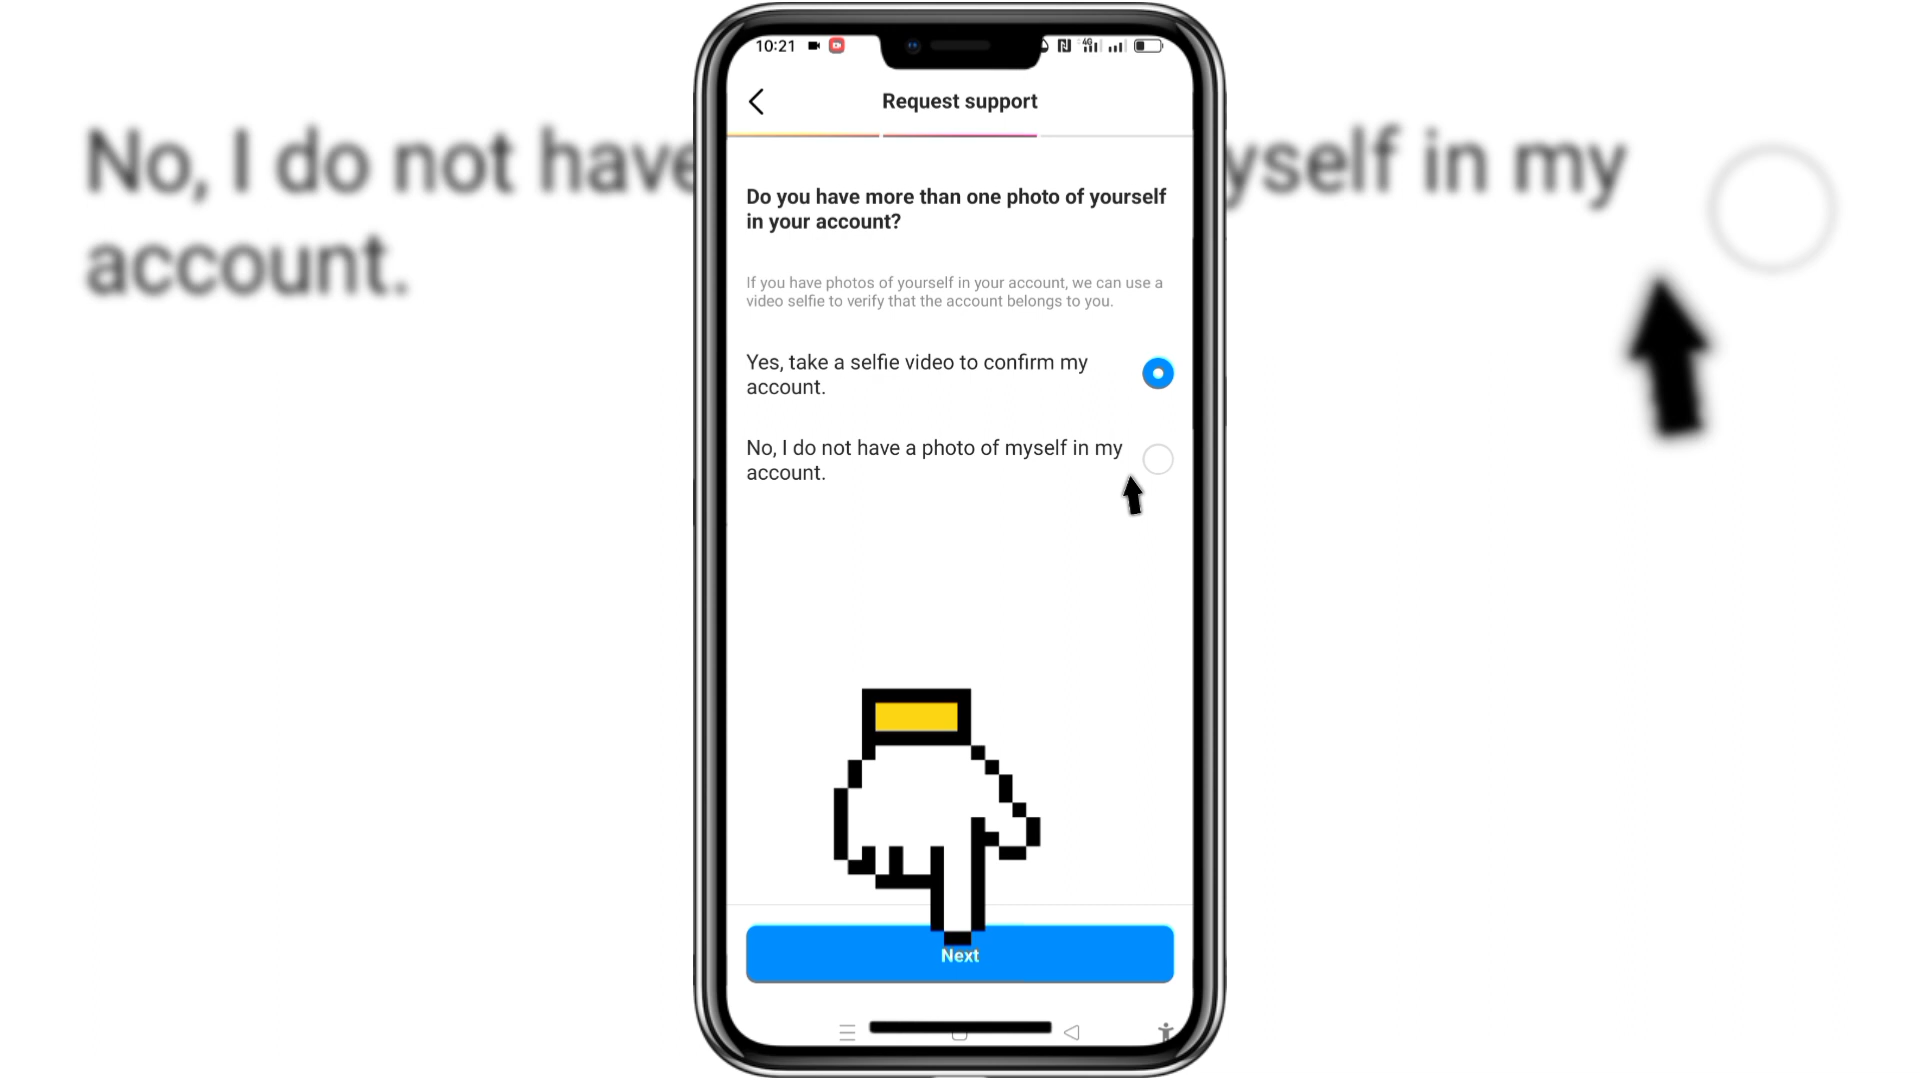 10:21
4G
Request support
No, I do not have
yself in my
account.
Do you have more than one photo of yourself
in your account?
If you have photos of yourself in your account, we can use a
video selfie to verify that the account belongs to you.
Yes, take a selfie video to confirm my
account.
No, I do not have a photo of myself in my
account.
Next